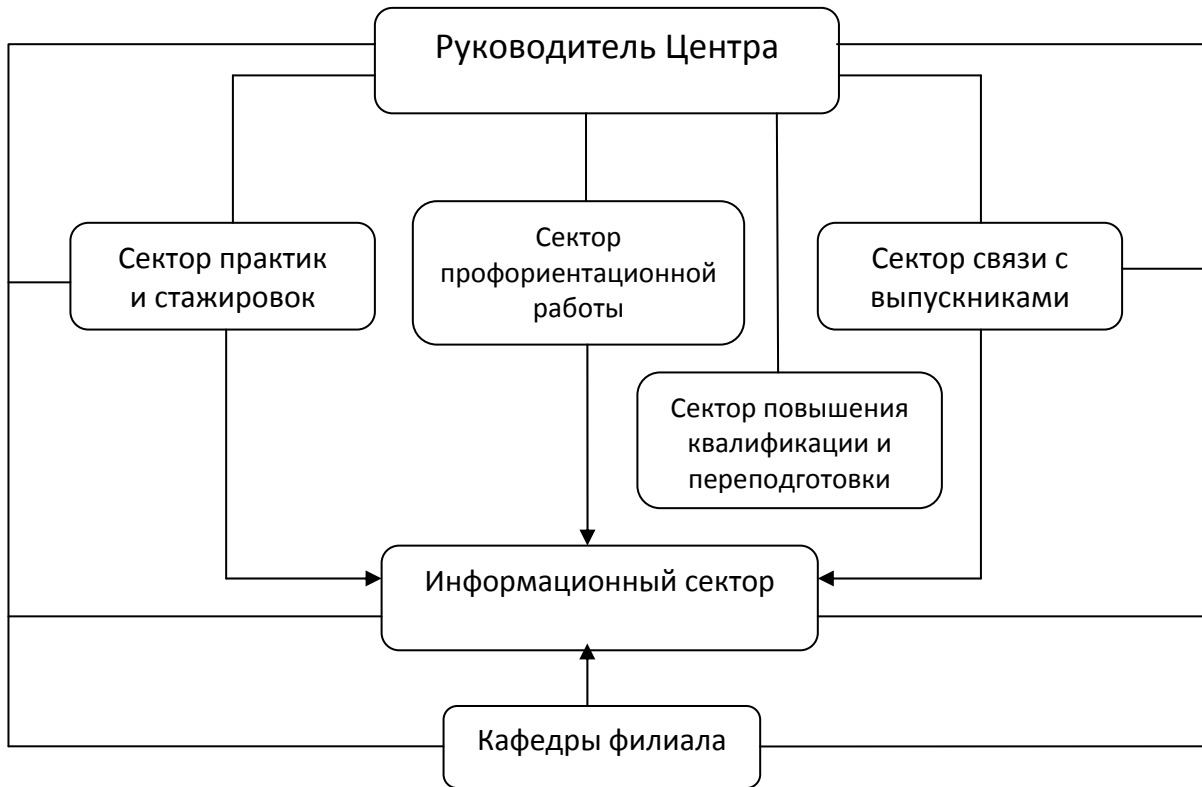 Руководитель Центра
Сектор практик
и стажировок
Сектор
профориентационной
работы
Сектор связи с
выпускниками
Сектор повышения
квалификации и
переподготовки
Информационный сектор
Кафедры филиала